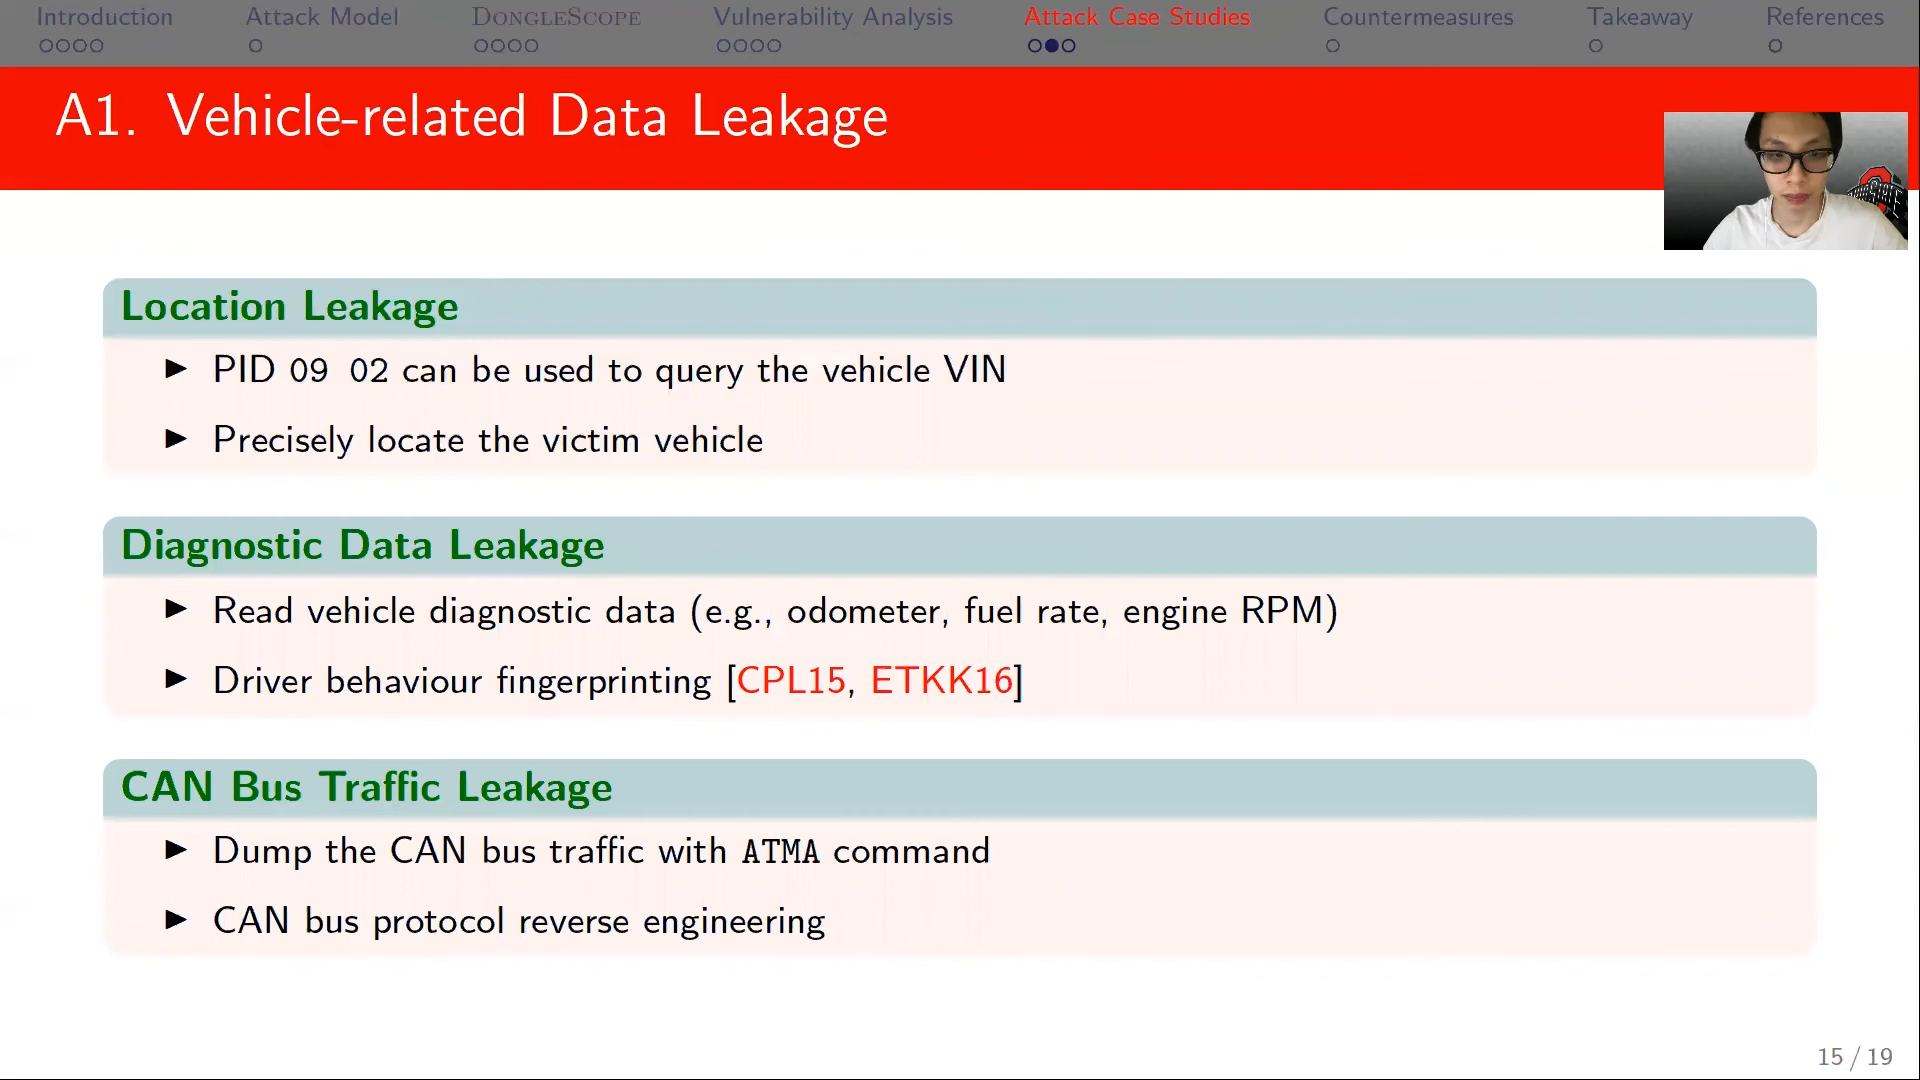 Introduction
Attack Model
DongleScope
Vulnerability Analysis
Attack Case Studies
Countermeasures
Takeaway
References
A1. Vehicle-related Data Leakage
Location Leakage
PID 09 02 can be used to query the vehicle VIN
Precisely locate the victim vehicle
Diagnostic Data Leakage
Read vehicle diagnostic data (e.g., odometer, fuel rate, engine RPM)
Driver behaviour fingerprinting [CPL15, ETKK16]
CAN Bus Traffic Leakage
Dump the CAN bus traffic with ATMA command
CAN bus protocol reverse engineering
15 / 19